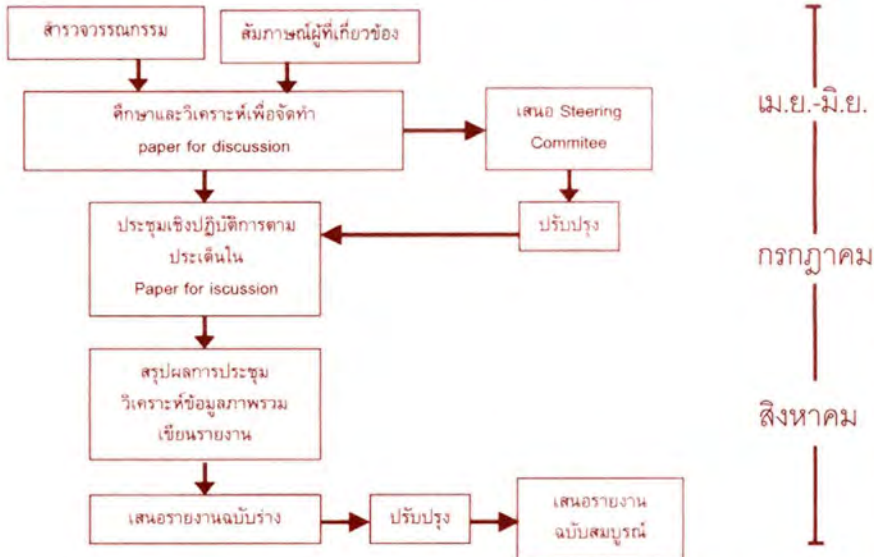 สำรวจวรรณกรรม
สัมภาษณ์ผู้ที่เกี่ยวข้อง
ศึกษาและวิเคราะห์เพื่อจัดทำ
paper for discussion
เสนอ Steering
Commitee
เม.ย.-มิ.ย.
ประชุมเชิงปฏิบัติการตาม
ประเด็นใน
Paper for iscussion
ปรับปรุง
กรกฎาคม
สรุปผลการประชุม
วิเคราะห์ข้อมูลภาพรวม
เขียนรายงาน
สิงหาคม
เสนอรายงานฉบับร่าง
ปรับปรุง
เสนอรายงาน
ฉบับสมบูรณ์